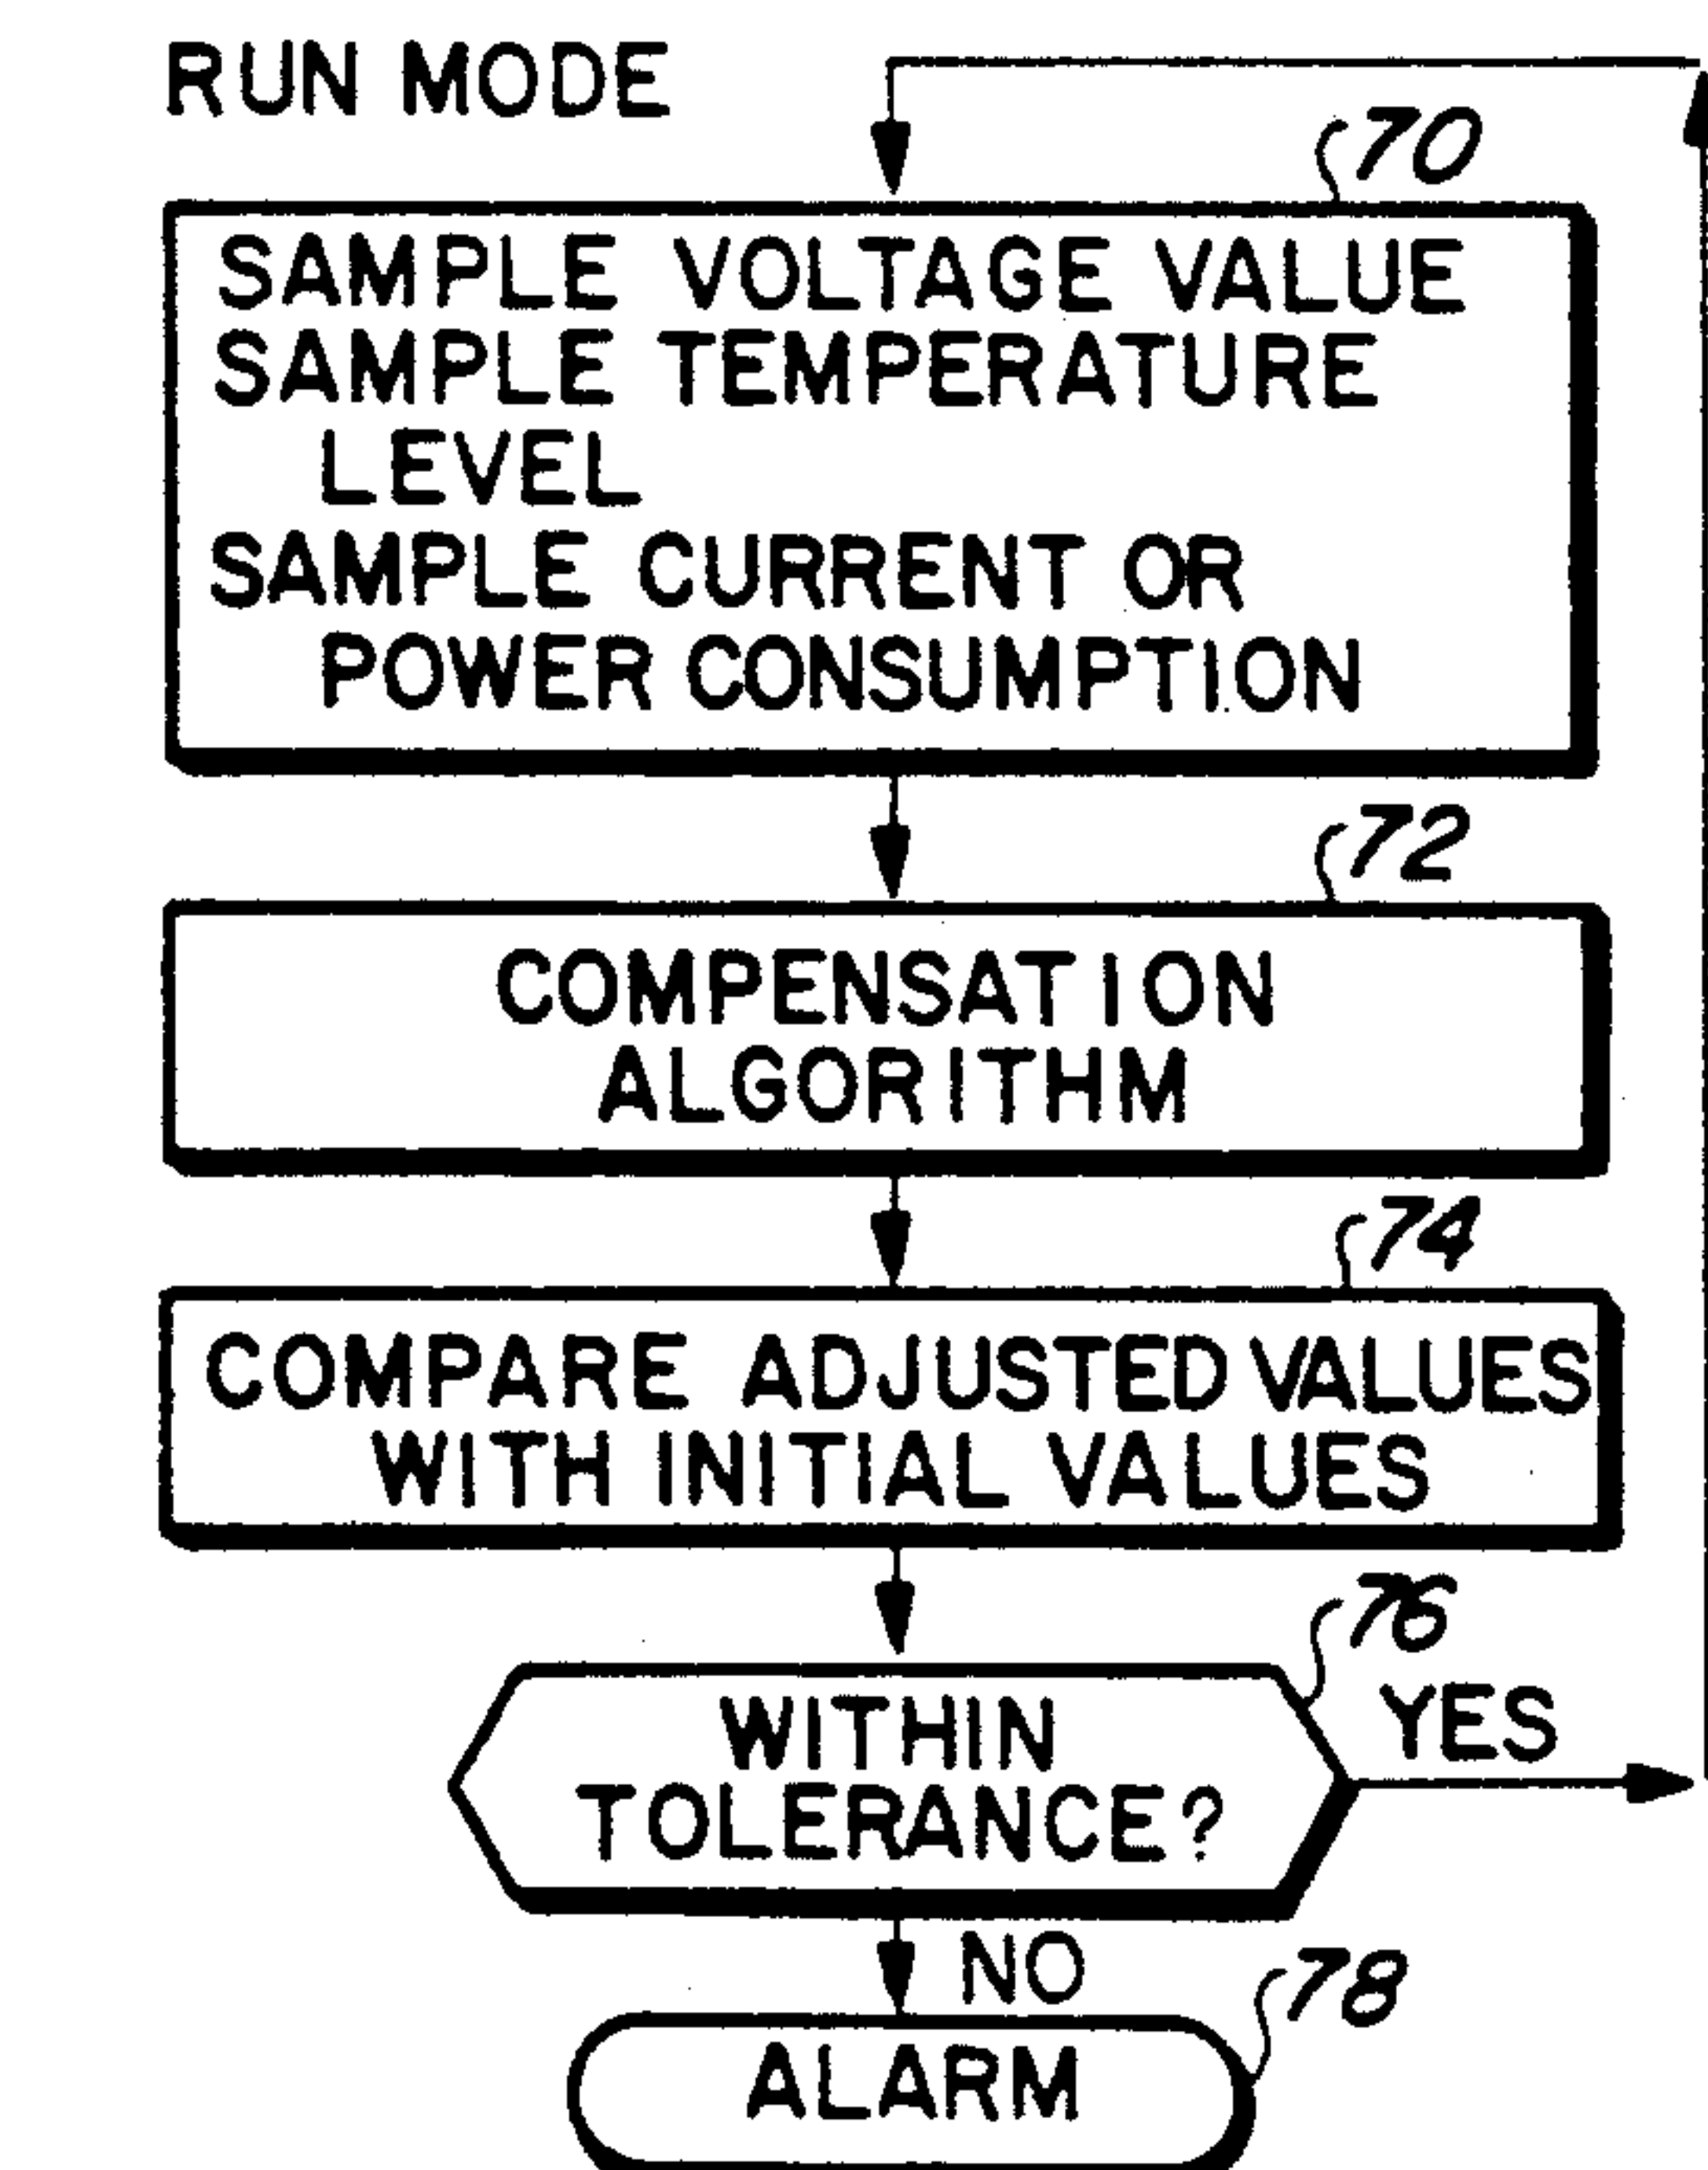 RUN MODE
70
SAMPLE VOLTAGE VALUE
SAMPLE TEMPERATURE
LEVEL
SAMPLE CURRENT OR
POWER CONSUMPTION
72
COMPENSATION
ALGORITHM
74
COMPARE ADJUSTED VALUES
WITH INITIAL VALUES
76
WITHIN
TOLERANCE?
YES
NO
78
ALARM